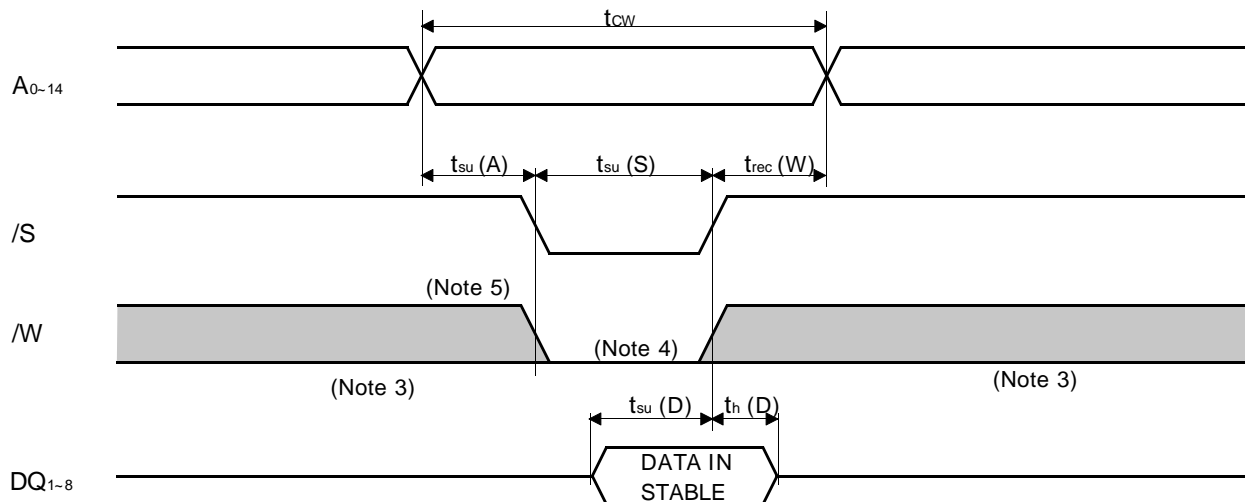 tCW
A0~14
tsu (A) tsu (S) trec (W)
/S
(Note 5)
/W
(Note 4)
(Note 3) (Note 3)
tsu (D) th (D)
DATA IN
DQ1~8
STABLE